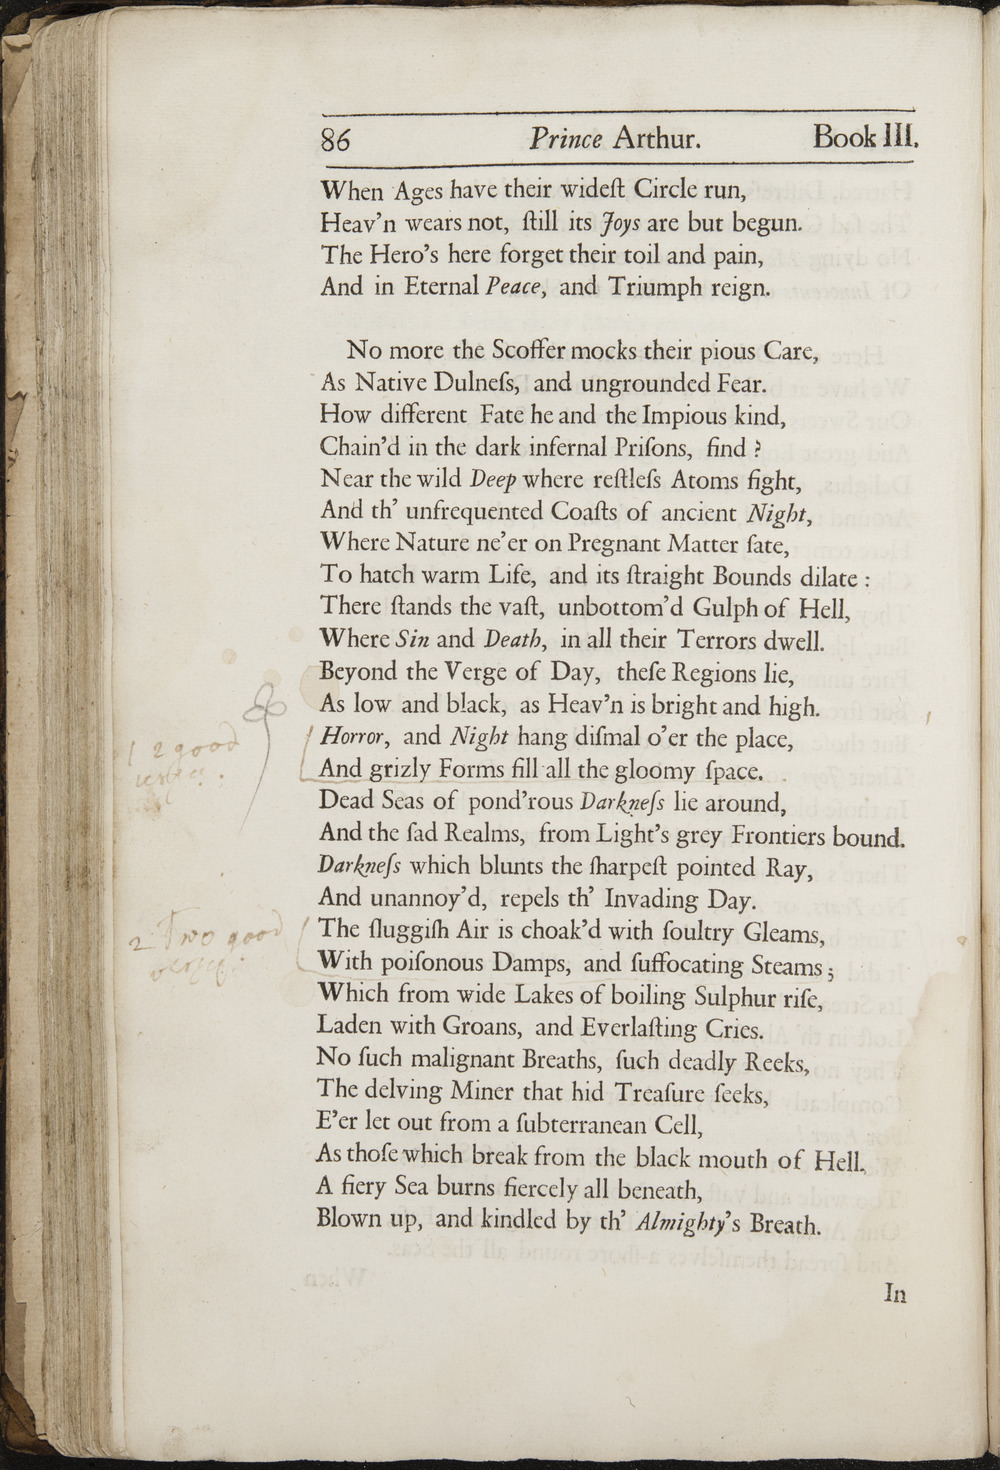 86 Prince Arthur. Book III.
When Ages have their wideſt Circle run,
Heav'n wears not, ſtill its Joys are but begun.
The Hero's here forget their toil and pain,
And in Eternal Peace, and Triumph reign.
No more the Scoffer mocks their pious Care,
As Native Dulneſs, and ungrounded Fear.
How different Fate he and the Impious kind,
Chain'd in the dark infernal Priſons, find ?
Near the wild Deep where reſtleſs Atoms fight,
And th' unfrequented Coaſts of ancient Night,
Where Nature ne'er on Pregnant Matter ſate,
To hatch warm Life, and its ſtraight Bounds dilate :
There ſtands the vaſt, unbottom'd Gulph of Hell,
Where Sin and Death, in all their Terrors dwell.
Beyond the Verge of Day, theſe Regions lie,
As low and black, as Heav'n is bright and high.
1 2 good
verses.
Horror, and Night hang diſmal o'er the place,
And grizly Forms fill all the gloomy ſpace.
Dead Seas of pond'rous Darkneſs lie around,
And the ſad Realms, from Light's grey Frontiers bound.
Darkneſs which blunts the ſharpeſt pointed Ray,
And unannoy'd, repels th' Invading Day.
2 Two good
verses.
The ſluggiſh Air is choak'd with ſoultry Gleams,
With poiſonous Damps, and ſuffocating Steams ;
Which from wide Lakes of boiling Sulphur riſe,
Laden with Groans, and Everlaſting Cries.
No ſuch malignant Breaths, ſuch deadly Reeks,
The delving Miner that hid Treaſure ſeeks,
E'er let out from a ſubterranean Cell,
As thoſe which break from the black mouth of Hell.
A fiery Sea burns fiercely all beneath,
Blown up, and kindled by th' Almighty's Breath.
In